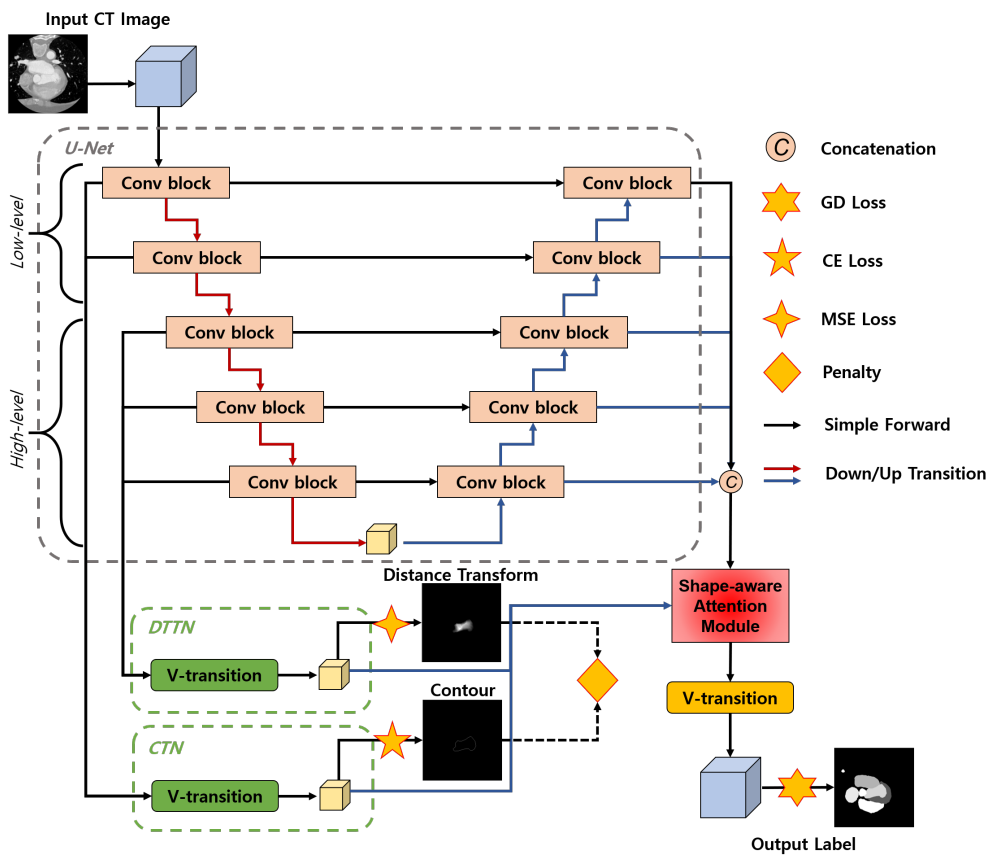 Input CT Image
U-Net
Low-level
High-level
Conv block
Conv block
Conv block
Conv block
Conv block
Conv block
Conv block
Conv block
Conv block
Conv block
C
Distance Transform
DTTN
V-transition
Contour
CTN
V-transition
Shape-aware
Attention
Module
V-transition
Output Label
C Concatenation
GD Loss
CE Loss
MSE Loss
Penalty
Simple Forward
Down/Up Transition